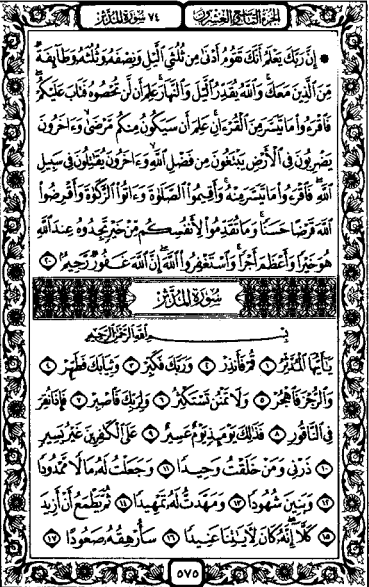 ٧٤ سورة المدثر
الجزء التاسع والعشرون
۞ إِنَّ رَبَّكَ يَعْلَمُ أَنَّكَ تَقُومُ أَدْنَىٰ مِن ثُلُثَىِ ٱلَّيْلِ وَنِصْفَهُۥ وَثُلُثَهُۥ وَطَآئِفَةٌ
مِّنَ ٱلَّذِينَ مَعَكَ ۚ وَٱللَّهُ يُقَدِّرُ ٱلَّيْلَ وَٱلنَّهَارَ ۚ عَلِمَ أَن لَّن تُحْصُوهُ فَتَابَ عَلَيْكُمْ ۖ
فَٱقْرَءُوا۟ مَا تَيَسَّرَ مِنَ ٱلْقُرْءَانِ ۚ عَلِمَ أَن سَيَكُونُ مِنكُم مَّرْضَىٰ ۙ وَءَاخَرُونَ
يَضْرِبُونَ فِى ٱلْأَرْضِ يَبْتَغُونَ مِن فَضْلِ ٱللَّهِ ۙ وَءَاخَرُونَ يُقَٰتِلُونَ فِى سَبِيلِ
ٱللَّهِ ۖ فَٱقْرَءُوا۟ مَا تَيَسَّرَ مِنْهُ ۚ وَأَقِيمُوا۟ ٱلصَّلَوٰةَ وَءَاتُوا۟ ٱلزَّكَوٰةَ وَأَقْرِضُوا۟
ٱللَّهَ قَرْضًا حَسَنًا ۚ وَمَا تُقَدِّمُوا۟ لِأَنفُسِكُم مِّنْ خَيْرٍ تَجِدُوهُ عِندَ ٱللَّهِ
هُوَ خَيْرًا وَأَعْظَمَ أَجْرًا ۚ وَٱسْتَغْفِرُوا۟ ٱللَّهَ ۖ إِنَّ ٱللَّهَ غَفُورٌ رَّحِيمٌۢ ٢٠
سورة المدثر
بِسْمِ ٱللَّهِ ٱلرَّحْمَٰنِ ٱلرَّحِيمِ
يَٰٓأَيُّهَا ٱلْمُدَّثِّرُ ١ قُمْ فَأَنذِرْ ٢ وَرَبَّكَ فَكَبِّرْ ٣ وَثِيَابَكَ فَطَهِّرْ ٤
وَٱلرُّجْزَ فَٱهْجُرْ ٥ وَلَا تَمْنُن تَسْتَكْثِرُ ٦ وَلِرَبِّكَ فَٱصْبِرْ ٧ فَإِذَا نُقِرَ
فِى ٱلنَّاقُورِ ٨ فَذَٰلِكَ يَوْمَئِذٍ يَوْمٌ عَسِيرٌ ٩ عَلَى ٱلْكَٰفِرِينَ غَيْرُ يَسِيرٍ
١٠ ذَرْنِى وَمَنْ خَلَقْتُ وَحِيدًا ١١ وَجَعَلْتُ لَهُۥ مَالًا مَّمْدُودًا
١٢ وَبَنِينَ شُهُودًا ١٣ وَمَهَّدتُّ لَهُۥ تَمْهِيدًا ١٤ ثُمَّ يَطْمَعُ أَنْ أَزِيدَ
١٥ كَلَّآ ۖ إِنَّهُۥ كَانَ لِءَايَٰتِنَا عَنِيدًا ١٦ سَأُرْهِقُهُۥ صَعُودًا ١٧
٥٧٥